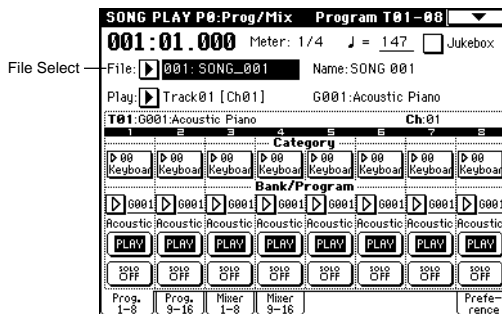 SONG PLAY P0:Prog/Mix Program T01-08
001:01.000 Meter: 1/4 ♩ = 147 Jukebox
File Select
File: 001: SONG_001 Name: SONG 001
Play: Track01 [Ch01] G001:Acoustic Piano
T01:G001:Acoustic Piano Ch:01
1 2 3 4 5 6 7 8
Category
00 00 00 00 00 00 00 00
Keyboar Keyboar Keyboar Keyboar Keyboar Keyboar Keyboar Keyboar
Bank/Program
G001 G001 G001 G001 G001 G001 G001 G001
Acoustic Acoustic Acoustic Acoustic Acoustic Acoustic Acoustic Acoustic
PLAY PLAY PLAY PLAY PLAY PLAY PLAY PLAY
SOLO SOLO SOLO SOLO SOLO SOLO SOLO SOLO
OFF OFF OFF OFF OFF OFF OFF OFF
Prog. Prog. Mixer Mixer Prefe-
1-8 9-16 1-8 9-16 rence